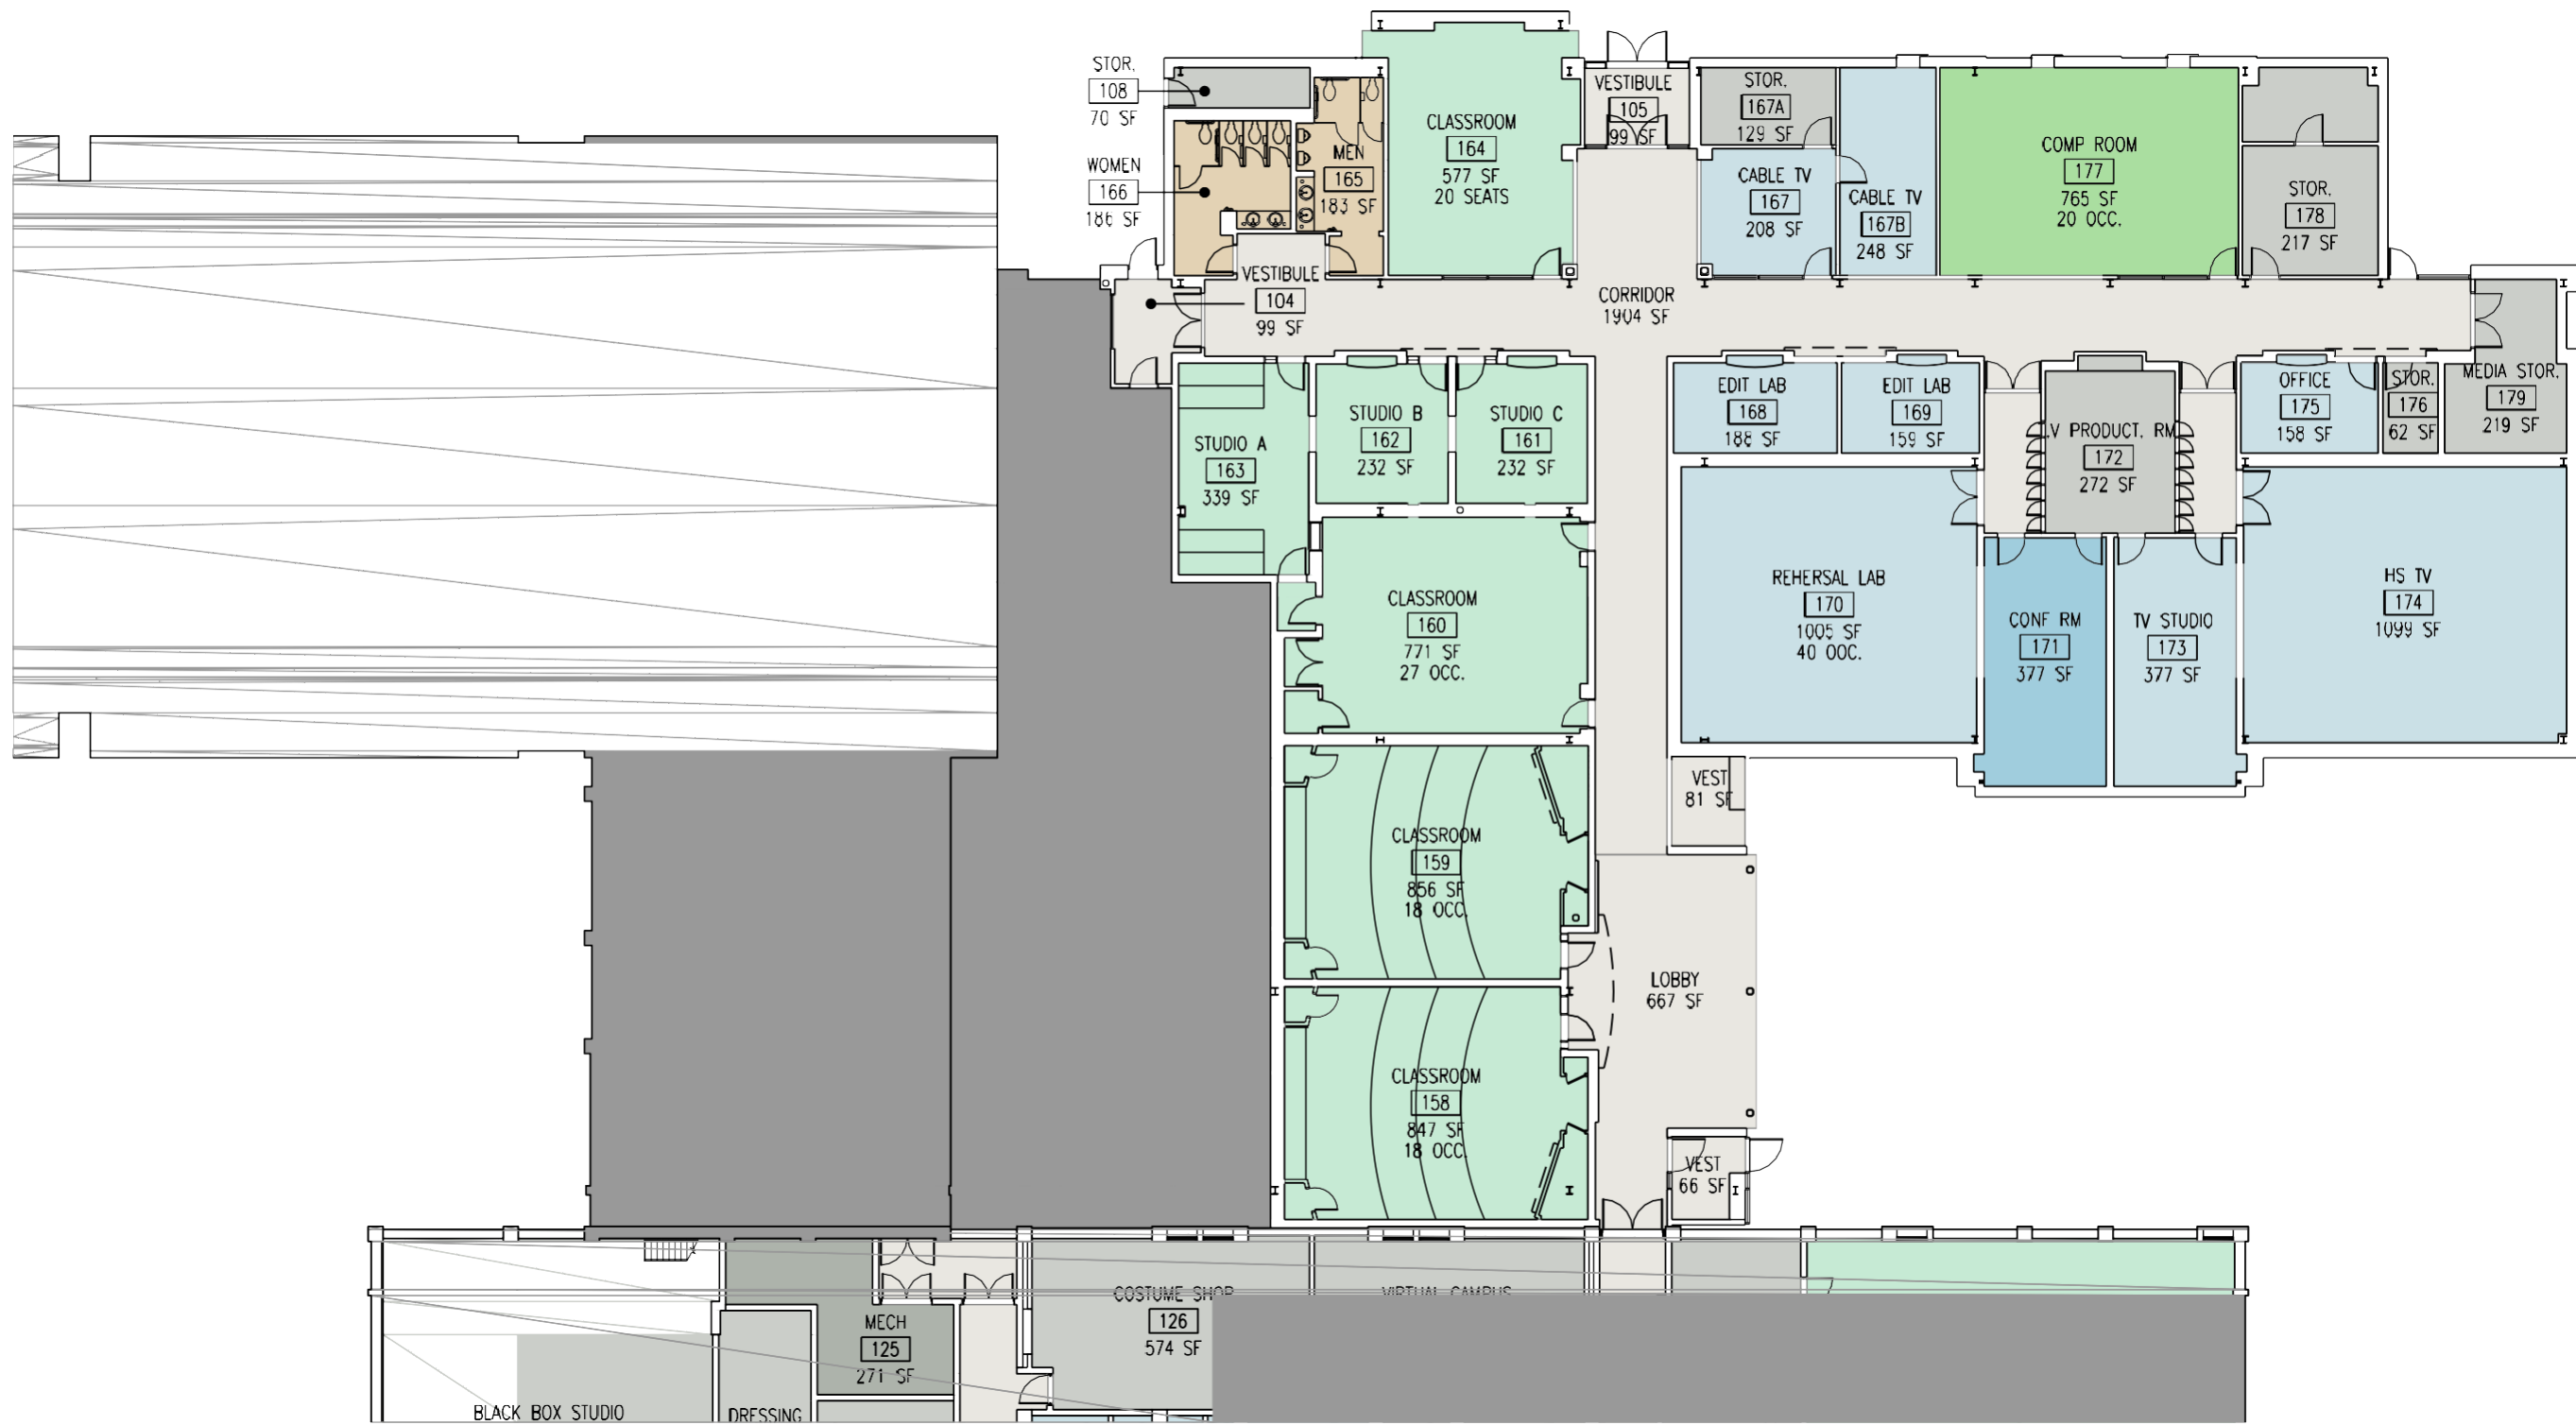 STOR.
108
70 SF
WOMEN
166
186 SF
MEN
165
183 SF
CLASSROOM
164
577 SF
20 SEATS
VESTIBULE
105
99 SF
STOR.
167A
129 SF
CABLE TV
167
208 SF
CABLE TV
167B
248 SF
COMP ROOM
177
765 SF
20 OCC.
STOR.
178
217 SF
VESTIBULE
104
99 SF
CORRIDOR
1904 SF
STUDIO A
163
339 SF
STUDIO B
162
232 SF
STUDIO C
161
232 SF
EDIT LAB
168
188 SF
EDIT LAB
169
159 SF
.V PRODUCT. RM
172
272 SF
OFFICE
175
158 SF
STOR.
176
62 SF
MEDIA STOR.
179
219 SF
CLASSROOM
160
771 SF
27 OCC.
REHERSAL LAB
170
1005 SF
40 OOC.
CONF RM
171
377 SF
TV STUDIO
173
377 SF
HS TV
174
1099 SF
VEST
81 SF
CLASSROOM
159
856 SF
18 OCC.
LOBBY
667 SF
CLASSROOM
158
847 SF
18 OCC.
VEST
66 SF
COSTUME SHOP
126
574 SF
VIRTUAL CAMPUS
MECH
125
271 SF
BLACK BOX STUDIO
DRESSING